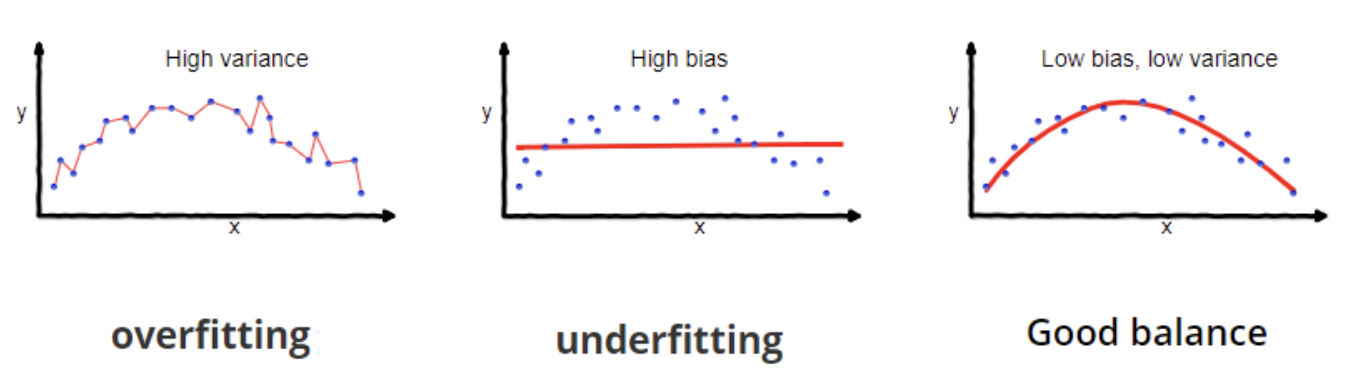 High variance
y
x
overfitting
High bias
y
x
underfitting
Low bias, low variance
y
x
Good balance